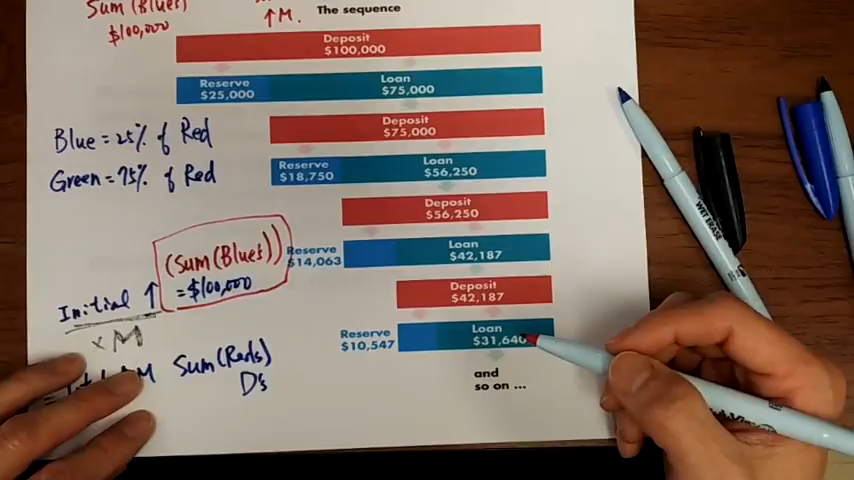 Sum(Blues)
$100,000
↑M.
The sequence
Deposit
$100,000
Reserve
$25,000
Loan
$75,000
Blue = 25% of Red
Green = 75% of Red
Deposit
$75,000
Reserve
$18,750
Loan
$56,250
Deposit
$56,250
(Sum(Blues))
= $100,000
Reserve
$14,063
Loan
$42,187
Initial ↑
×M
Deposit
$42,187
Reserve
$10,547
Loan
$31,640
M
Sum(Reds)
D's
and
so on ...
WET ERASE